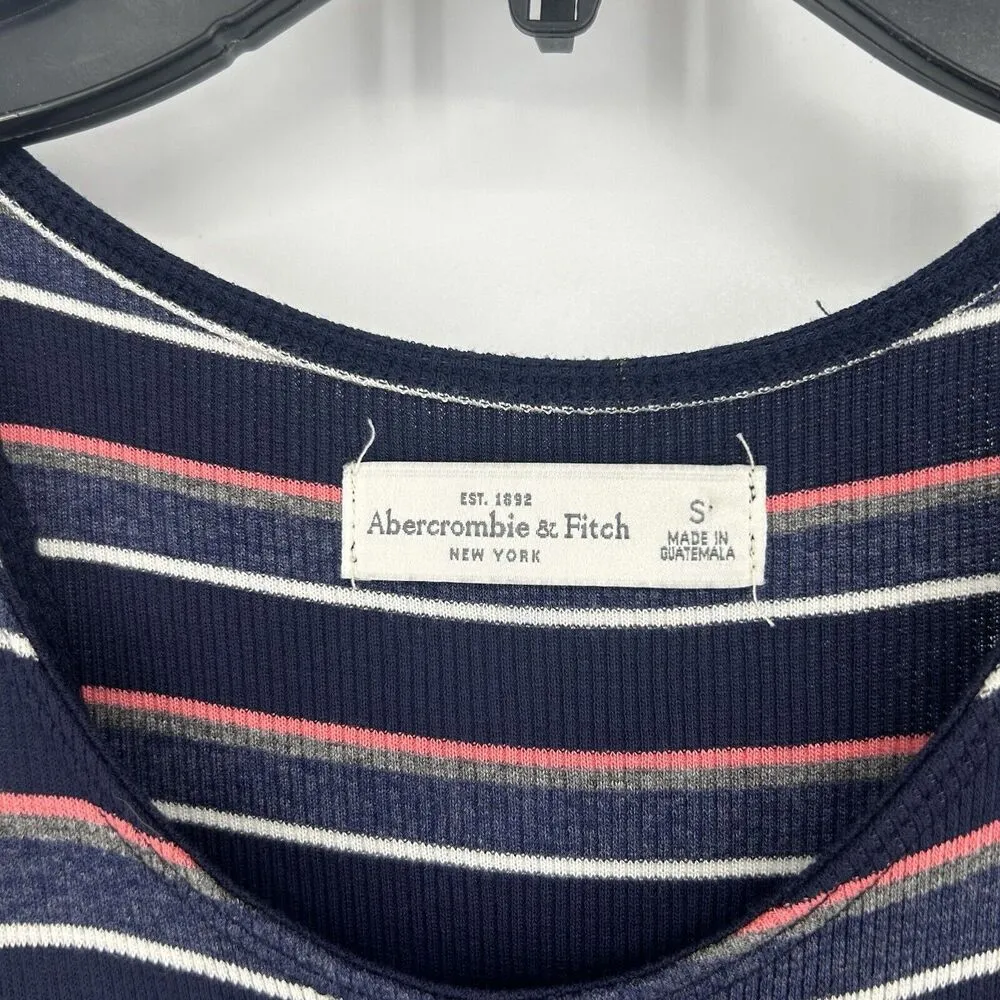 EST. 1892
Abercrombie & Fitch
NEW YORK
S
MADE IN
GUATEMALA